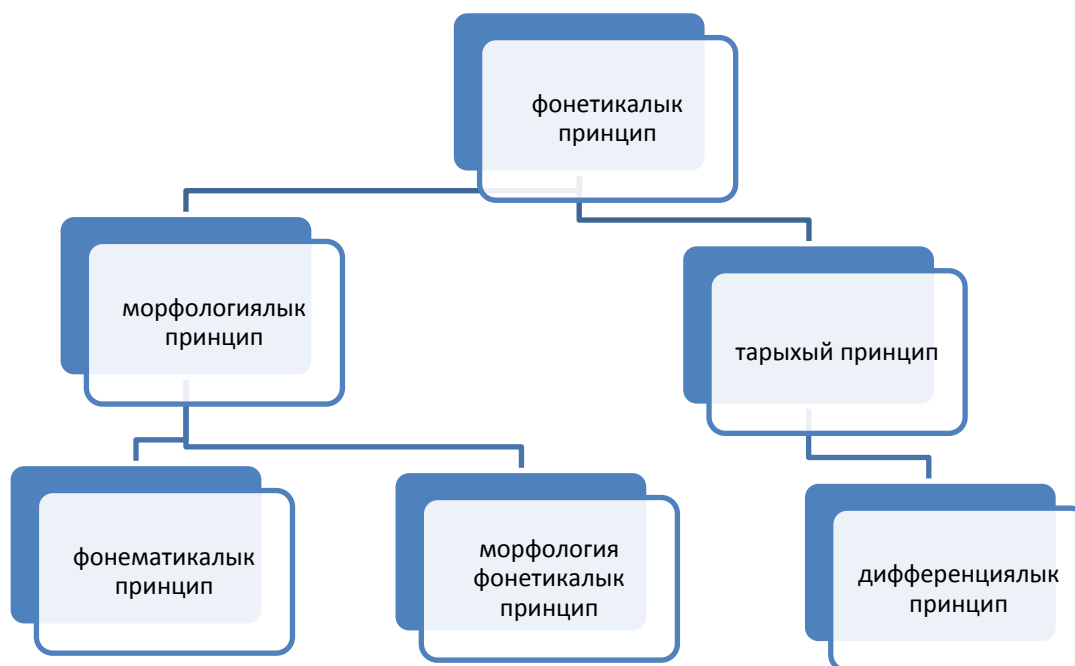 фонетикалык
принцип
морфологиялык
принцип
тарыхый принцип
фонематикалык
принцип
морфология
фонетикалык
принцип
дифференциялык
принцип